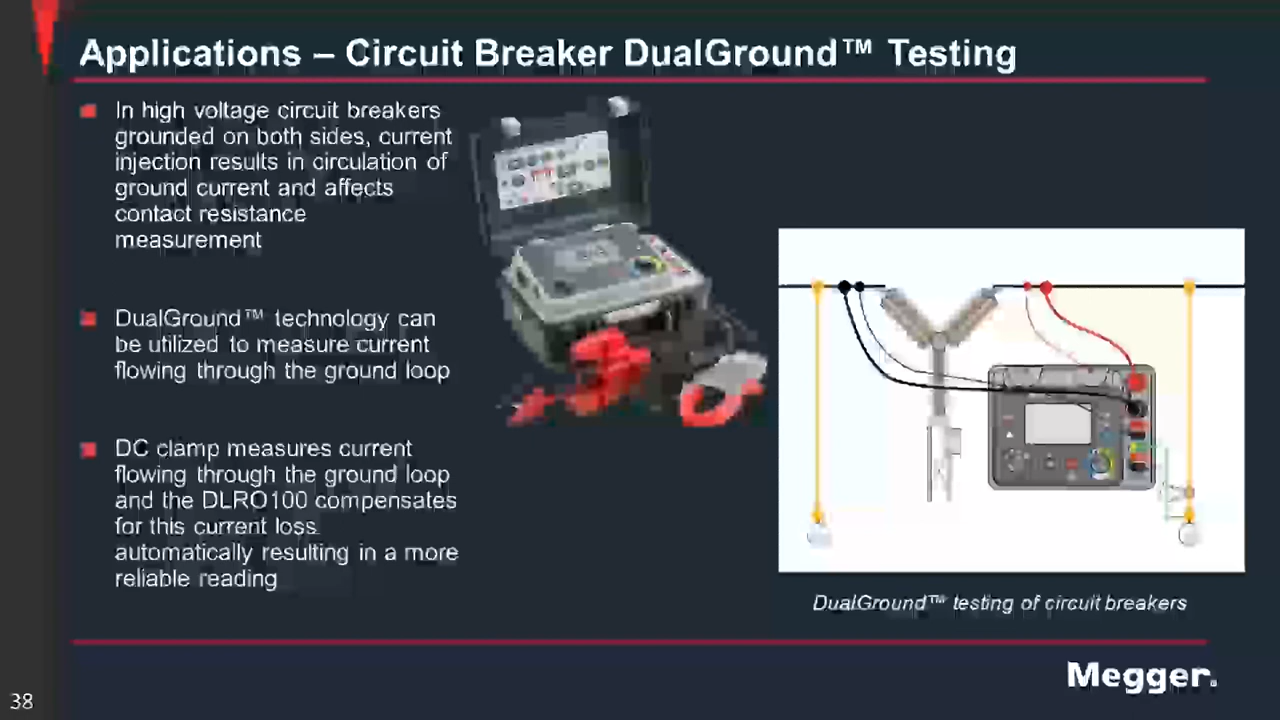 Applications – Circuit Breaker DualGround™ Testing
In high voltage circuit breakers
grounded on both sides, current
injection results in circulation of
ground current and affects
contact resistance
measurement
DualGround™ technology can
be utilized to measure current
flowing through the ground loop
DC clamp measures current
flowing through the ground loop
and the DLRO100 compensates
for this current loss
automatically resulting in a more
reliable reading
DualGround™ testing of circuit breakers
Megger.
38